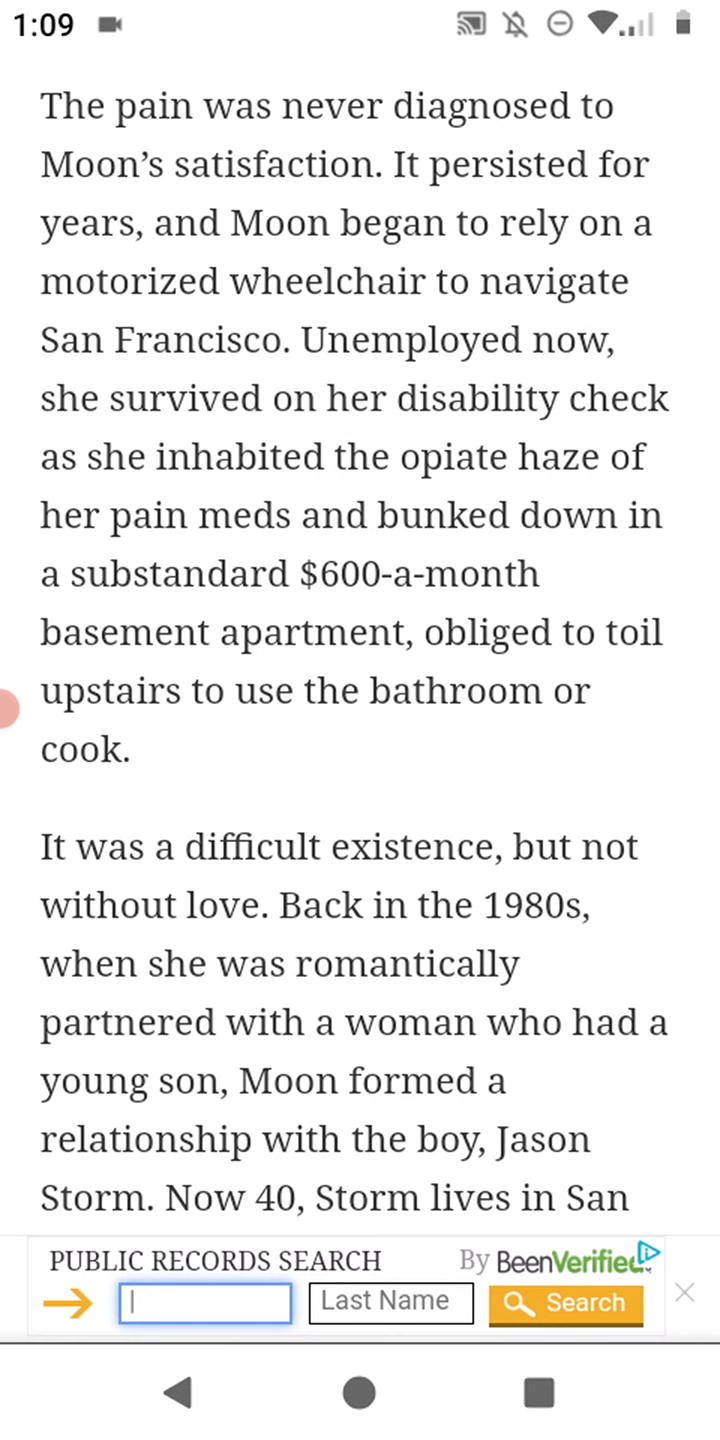 1:09
The pain was never diagnosed to
Moon’s satisfaction. It persisted for
years, and Moon began to rely on a
motorized wheelchair to navigate
San Francisco. Unemployed now,
she survived on her disability check
as she inhabited the opiate haze of
her pain meds and bunked down in
a substandard $600-a-month
basement apartment, obliged to toil
upstairs to use the bathroom or
cook.
It was a difficult existence, but not
without love. Back in the 1980s,
when she was romantically
partnered with a woman who had a
young son, Moon formed a
relationship with the boy, Jason
Storm. Now 40, Storm lives in San
PUBLIC RECORDS SEARCH By BeenVerified
Last Name Search